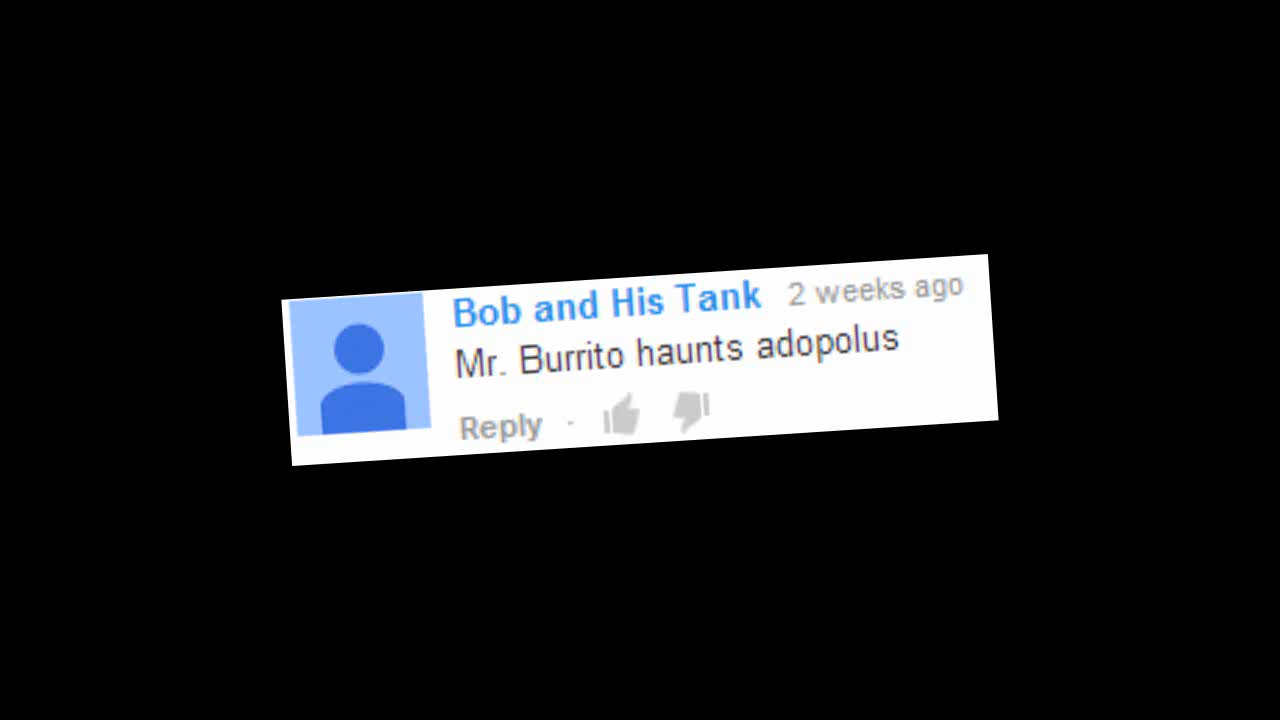 Bob and His Tank 2 weeks ago
Mr. Burrito haunts adopolus
Reply ·